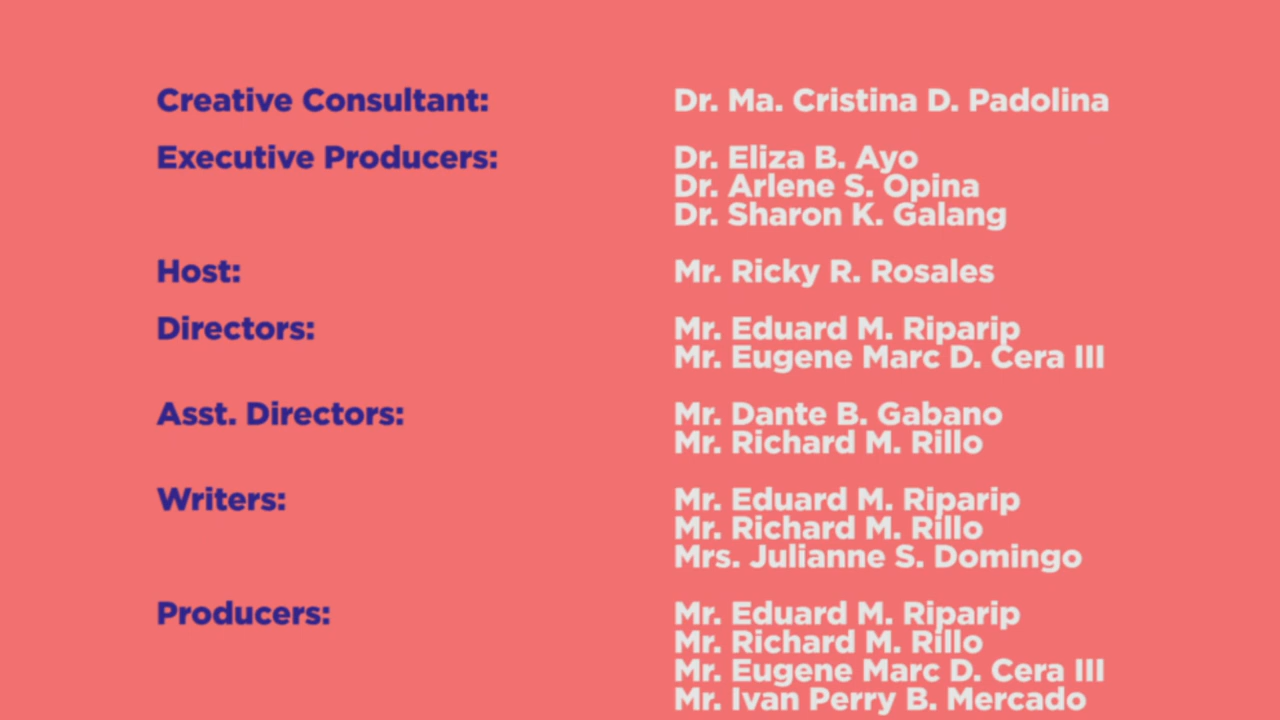 Creative Consultant: Dr. Ma. Cristina D. Padolina
Executive Producers: Dr. Eliza B. Ayo
Dr. Arlene S. Opina
Dr. Sharon K. Galang
Host: Mr. Ricky R. Rosales
Directors: Mr. Eduard M. Riparip
Mr. Eugene Marc D. Cera III
Asst. Directors: Mr. Dante B. Gabano
Mr. Richard M. Rillo
Writers: Mr. Eduard M. Riparip
Mr. Richard M. Rillo
Mrs. Julianne S. Domingo
Producers: Mr. Eduard M. Riparip
Mr. Richard M. Rillo
Mr. Eugene Marc D. Cera III
Mr. Ivan Perry B. Mercado